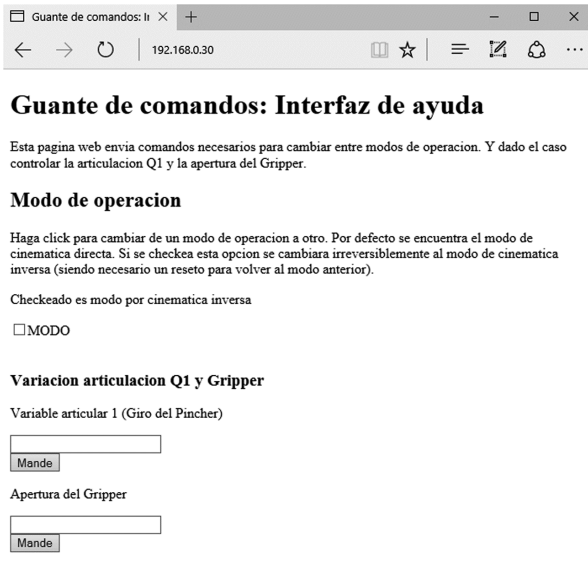 Guante de comandos: I
192.168.0.30
Guante de comandos: Interfaz de ayuda
Esta pagina web envia comandos necesarios para cambiar entre modos de operacion. Y dado el caso
controlar la articulacion Q1 y la apertura del Gripper.
Modo de operacion
Haga click para cambiar de un modo de operacion a otro. Por defecto se encuentra el modo de
cinematica directa. Si se checkea esta opcion se cambiara irreversiblemente al modo de cinematica
inversa (siendo necesario un reseto para volver al modo anterior).
Checkeado es modo por cinematica inversa
MODO
Variacion articulacion Q1 y Gripper
Variable articular 1 (Giro del Pincher)
Mande
Apertura del Gripper
Mande